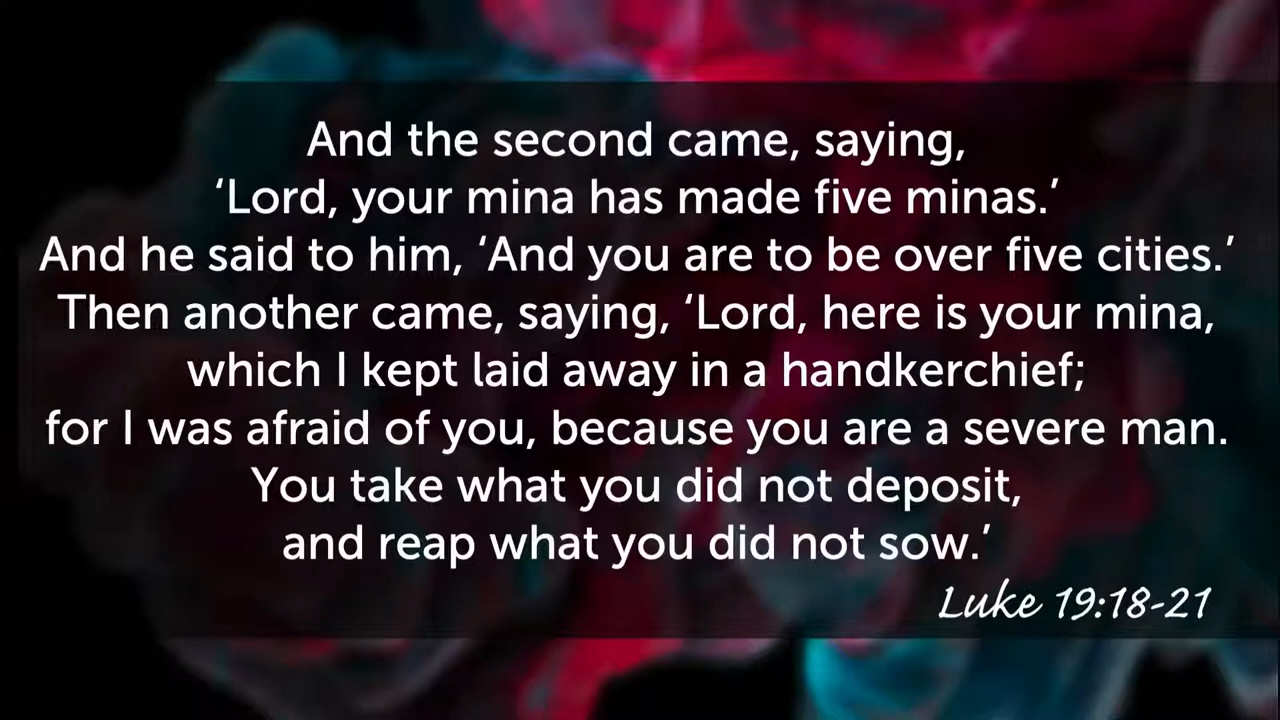 And the second came, saying,
‘Lord, your mina has made five minas.’
And he said to him, ‘And you are to be over five cities.’
Then another came, saying, ‘Lord, here is your mina,
which I kept laid away in a handkerchief;
for I was afraid of you, because you are a severe man.
You take what you did not deposit,
and reap what you did not sow.’
Luke 19:18-21